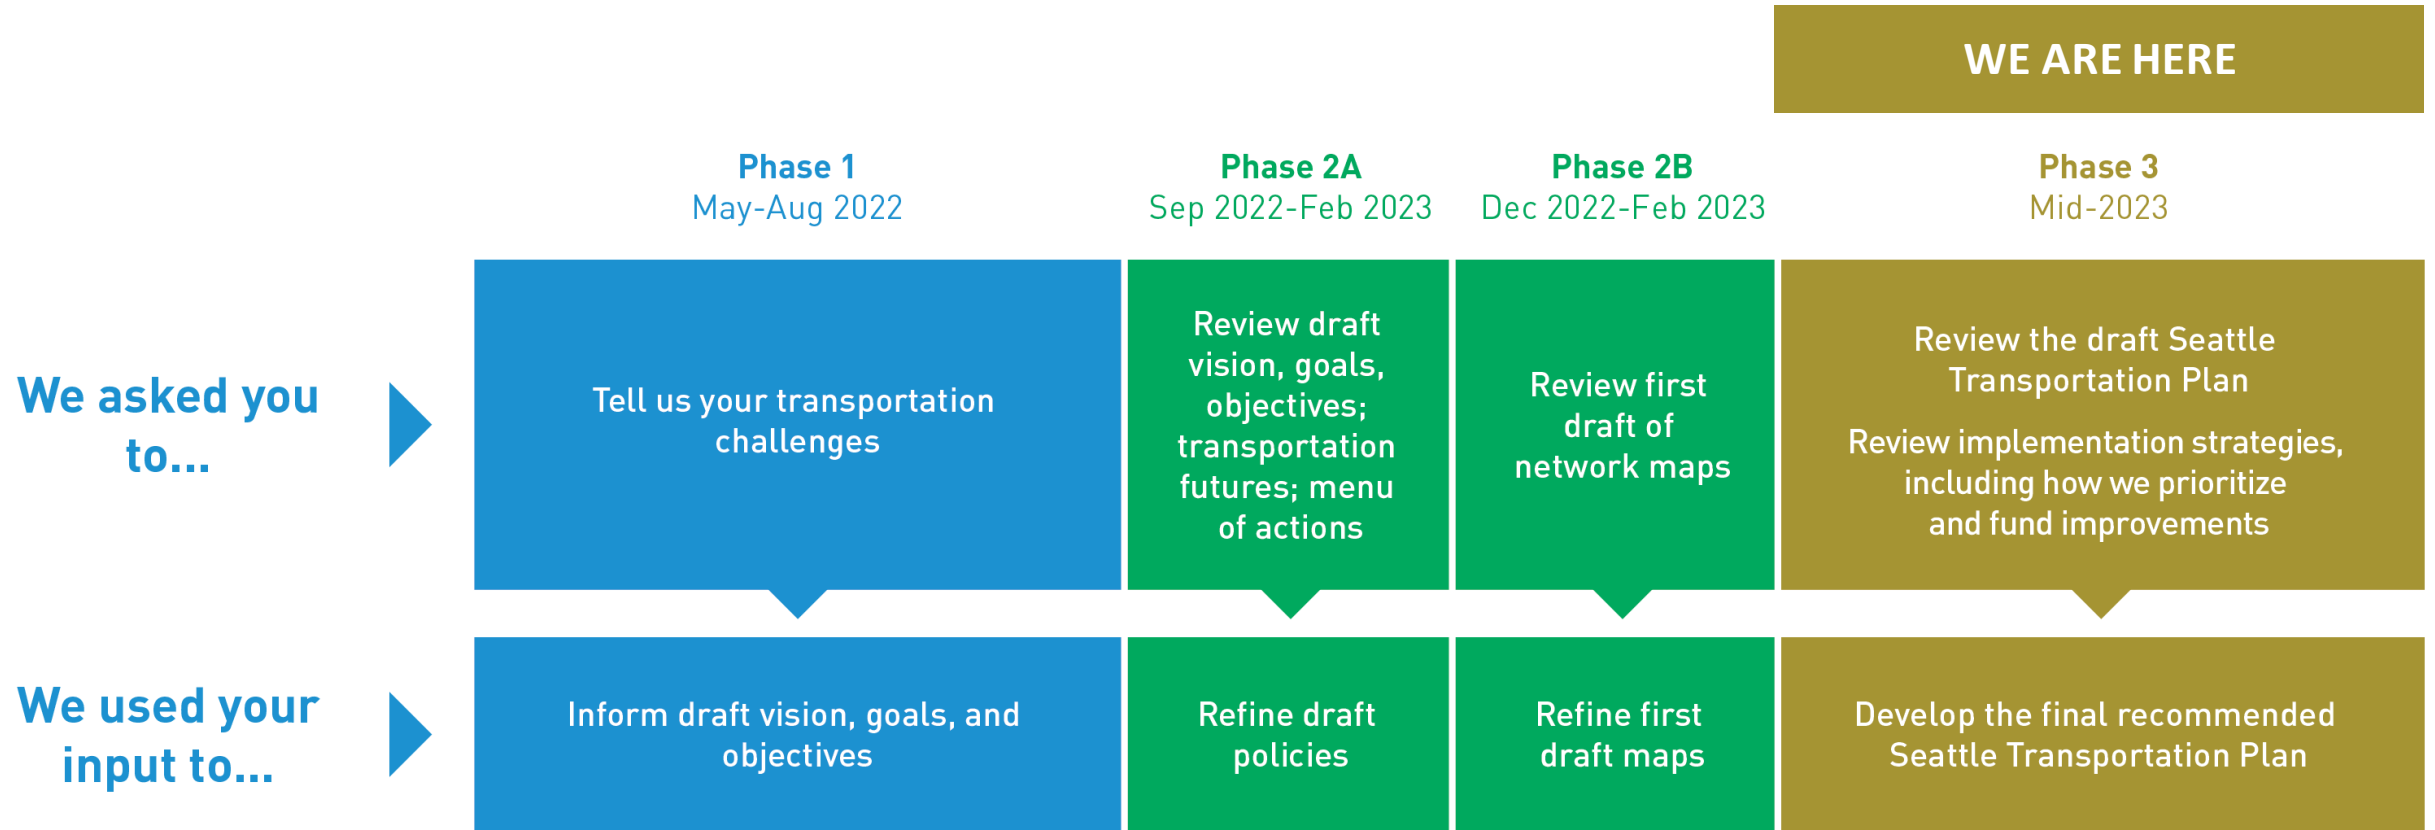 WE ARE HERE
Phase 1
May-Aug 2022
Phase 2A
Sep 2022-Feb 2023
Phase 2B
Dec 2022-Feb 2023
Phase 3
Mid-2023
We asked you
to...
Tell us your transportation
challenges
Review draft
vision, goals,
objectives;
transportation
futures; menu
of actions
Review first
draft of
network maps
Review the draft Seattle
Transportation Plan
Review implementation strategies,
including how we prioritize
and fund improvements
We used your
input to...
Inform draft vision, goals, and
objectives
Refine draft
policies
Refine first
draft maps
Develop the final recommended
Seattle Transportation Plan